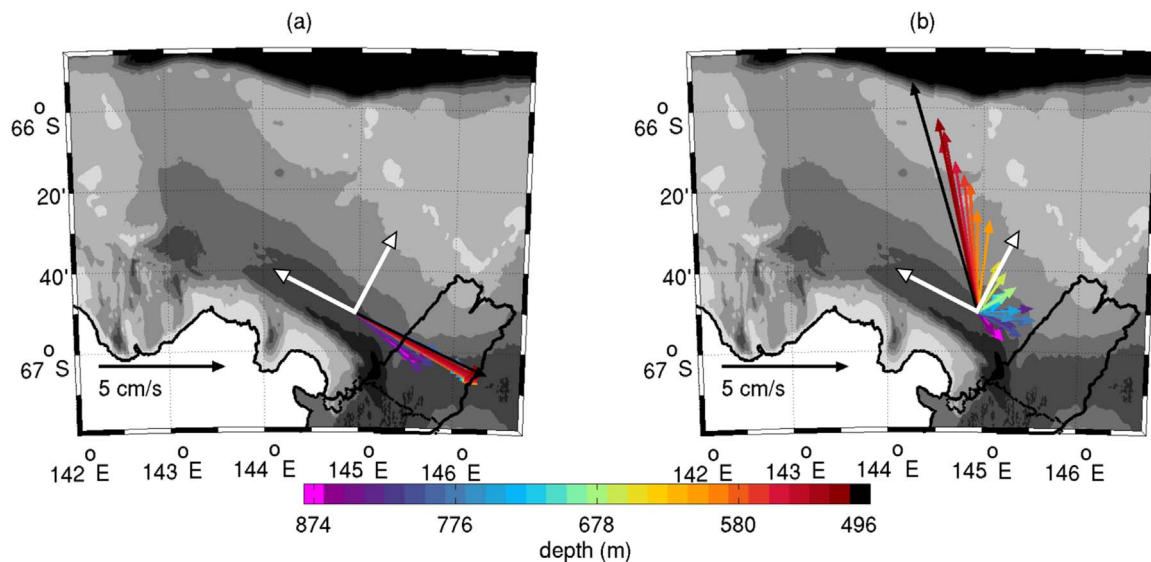 (a) (b)
66° S 66° S
20' 20'
40' 40'
67° S 67° S
5 cm/s 5 cm/s
142° E 143° E 144° E 145° E 146° E 142° E 143° E 144° E 145° E 146° E
874 776 678 580 496
depth (m)